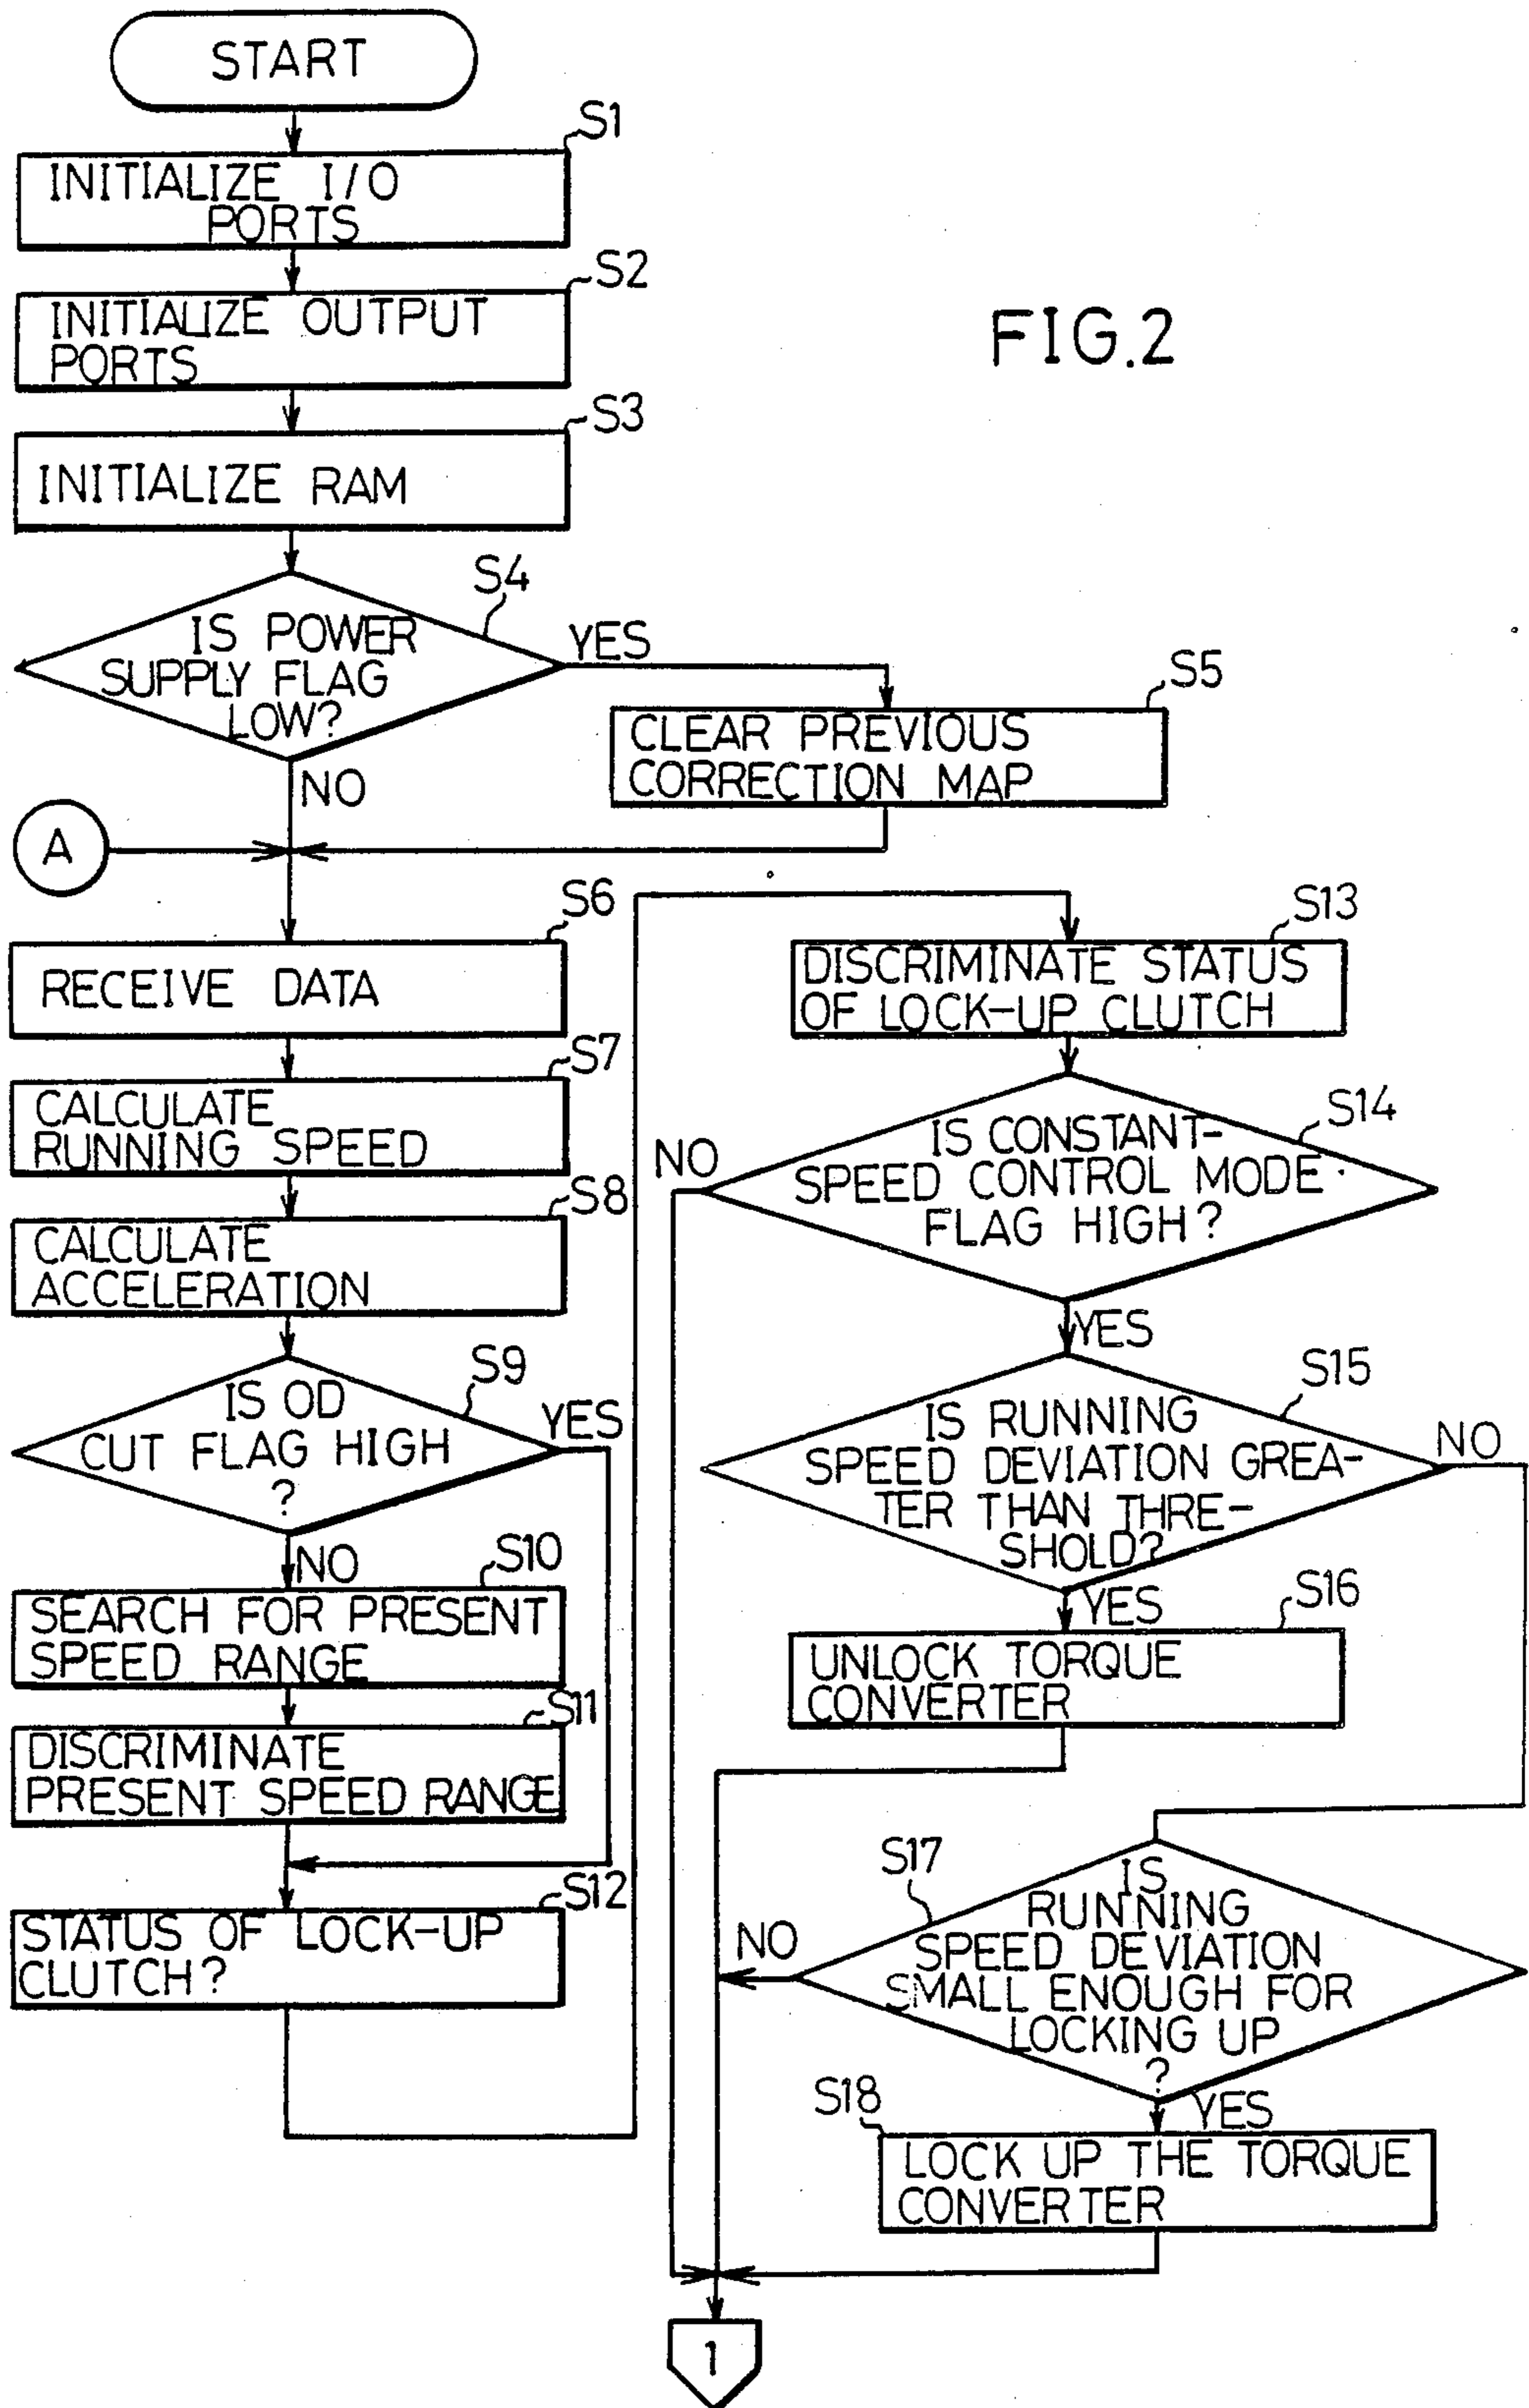 START
S1
INITIALIZE I/O
PORTS
S2
INITIALIZE OUTPUT
PORTS
S3
INITIALIZE RAM
FIG.2
S4
IS POWER
SUPPLY FLAG
LOW?
YES
NO
S5
CLEAR PREVIOUS
CORRECTION MAP
A
S6
RECEIVE DATA
S7
CALCULATE
RUNNING SPEED
S8
CALCULATE
ACCELERATION
S9
IS OD
CUT FLAG HIGH
?
YES
NO
S10
SEARCH FOR PRESENT
SPEED RANGE
S11
DISCRIMINATE
PRESENT SPEED RANGE
S12
STATUS OF LOCK-UP
CLUTCH?
S13
DISCRIMINATE STATUS
OF LOCK-UP CLUTCH
S14
IS CONSTANT-
SPEED CONTROL MODE
FLAG HIGH?
NO
YES
S15
IS RUNNING
SPEED DEVIATION GREA-
TER THAN THRE-
SHOLD?
NO
YES
S16
UNLOCK TORQUE
CONVERTER
S17
IS
RUNNING
SPEED DEVIATION
SMALL ENOUGH FOR
LOCKING UP
?
NO
YES
S18
LOCK UP THE TORQUE
CONVERTER
1